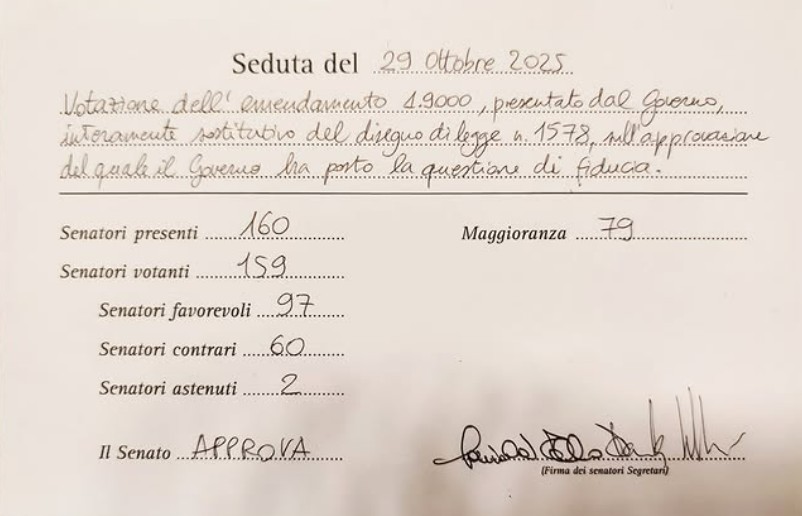 Seduta del 29 Ottobre 2025
Votazione dell'emendamento 1.9000, presentato dal Governo,
interamente sostitutivo del disegno di legge n. 1578, sull'approvazione
del quale il Governo ha posto la questione di fiducia.
Senatori presenti 160
Maggioranza 79
Senatori votanti 159
Senatori favorevoli 97
Senatori contrari 60
Senatori astenuti 2
Il Senato APPROVA
(Firma dei senatori Segretari)